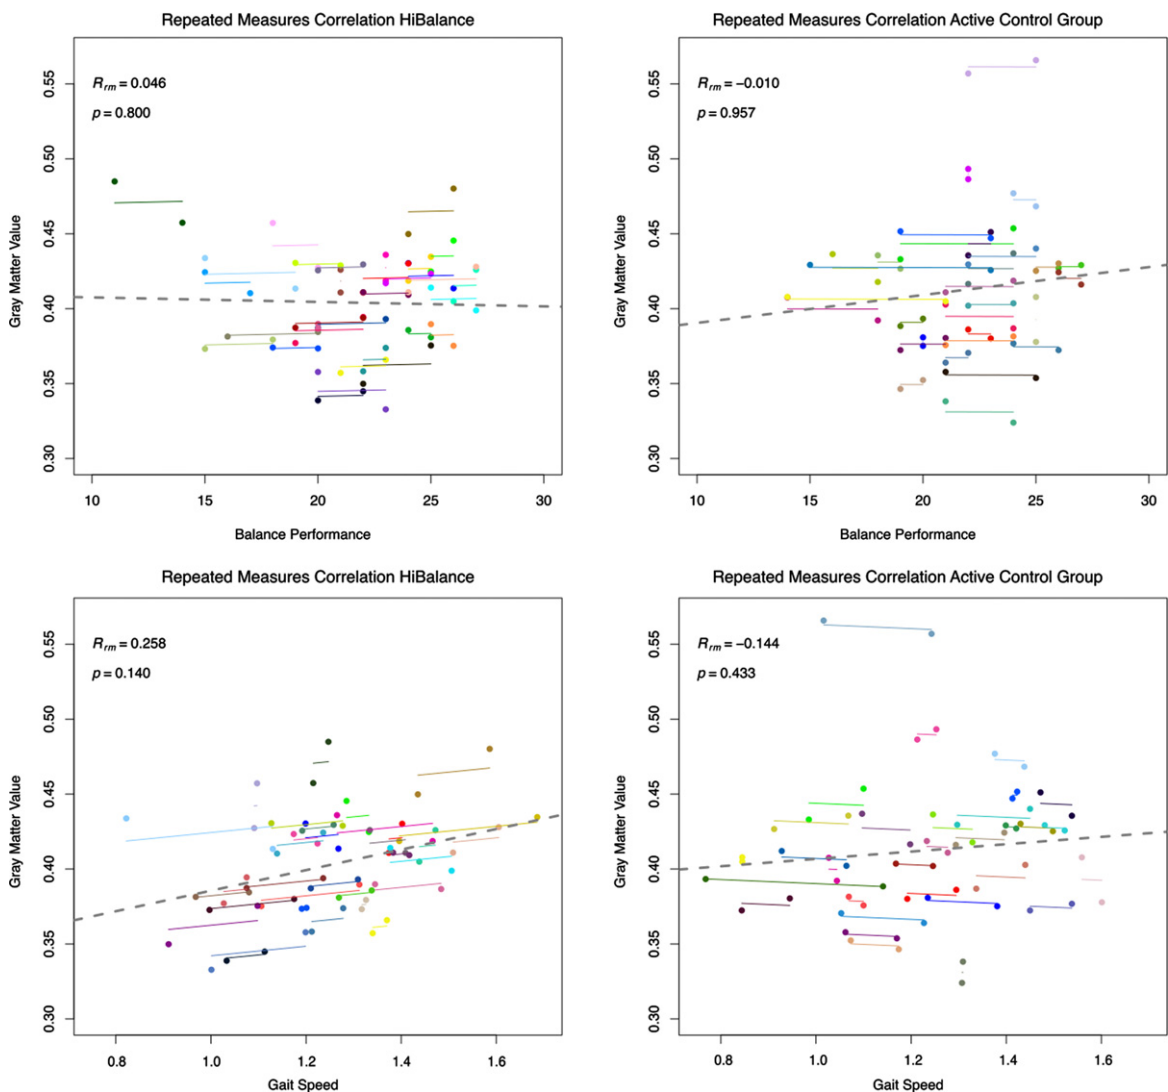 Repeated Measures Correlation HiBalance
R_rm = 0.046
p = 0.800
Gray Matter Value
0.55
0.50
0.45
0.40
0.35
0.30
10 15 20 25 30
Balance Performance
Repeated Measures Correlation Active Control Group
R_rm = −0.010
p = 0.957
Gray Matter Value
0.55
0.50
0.45
0.40
0.35
0.30
10 15 20 25 30
Balance Performance
Repeated Measures Correlation HiBalance
R_rm = 0.258
p = 0.140
Gray Matter Value
0.55
0.50
0.45
0.40
0.35
0.30
0.8 1.0 1.2 1.4 1.6
Gait Speed
Repeated Measures Correlation Active Control Group
R_rm = −0.144
p = 0.433
Gray Matter Value
0.55
0.50
0.45
0.40
0.35
0.30
0.8 1.0 1.2 1.4 1.6
Gait Speed